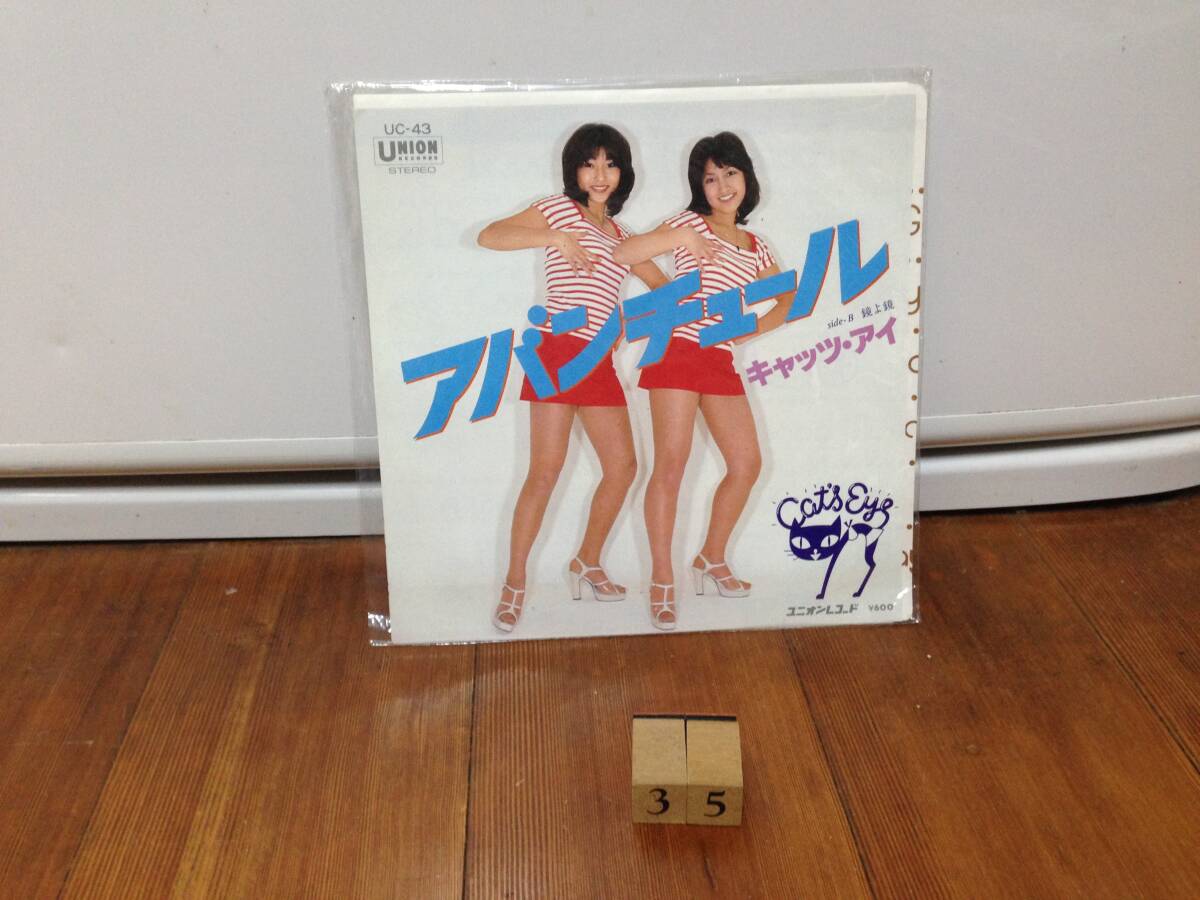 UC-43
UNION
RECORDS
STEREO
アバンチュール
side-B 鏡よ鏡
キャッツ・アイ
Cat's Eye
ユニオンレコード ¥600
3 5